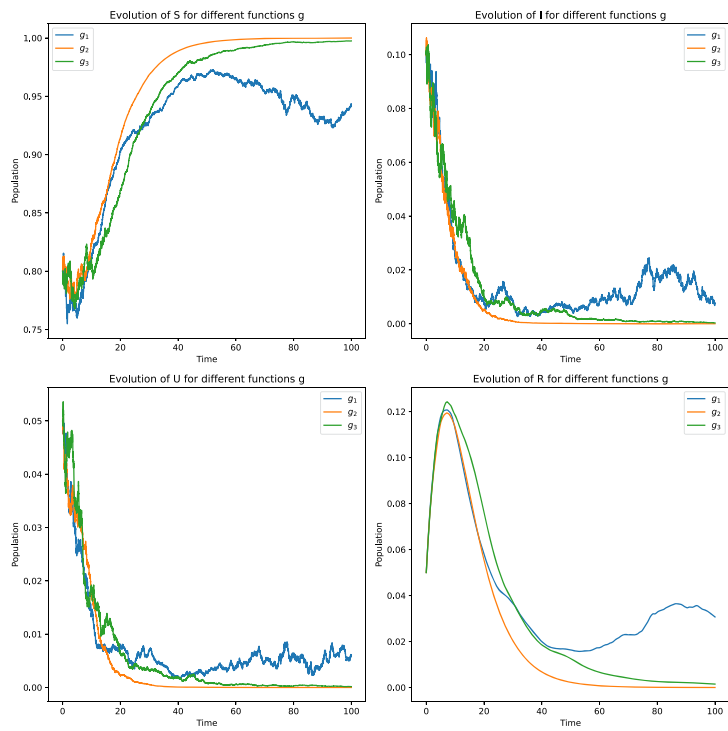 Evolution of S for different functions g
1,00
0,95
0,90
0,85
0,80
0,75
Population
0 20 40 60 80 100
Time
g₁
g₂
g₃
Evolution of I for different functions g
0,10
0,08
0,06
0,04
0,02
0,00
Population
0 20 40 60 80 100
Time
g₁
g₂
g₃
Evolution of U for different functions g
0,05
0,04
0,03
0,02
0,01
0,00
Population
0 20 40 60 80 100
Time
g₁
g₂
g₃
Evolution of R for different functions g
0,12
0,10
0,08
0,06
0,04
0,02
0,00
Population
0 20 40 60 80 100
Time
g₁
g₂
g₃